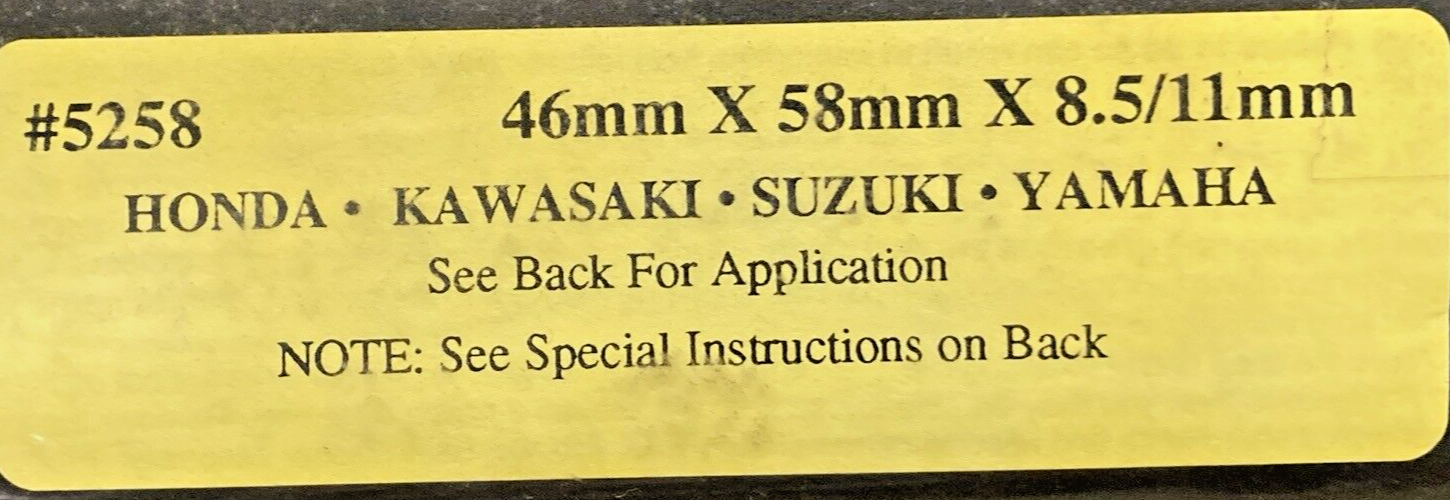 #5258 46mm X 58mm X 8.5/11mm
HONDA • KAWASAKI • SUZUKI • YAMAHA
See Back For Application
NOTE: See Special Instructions on Back